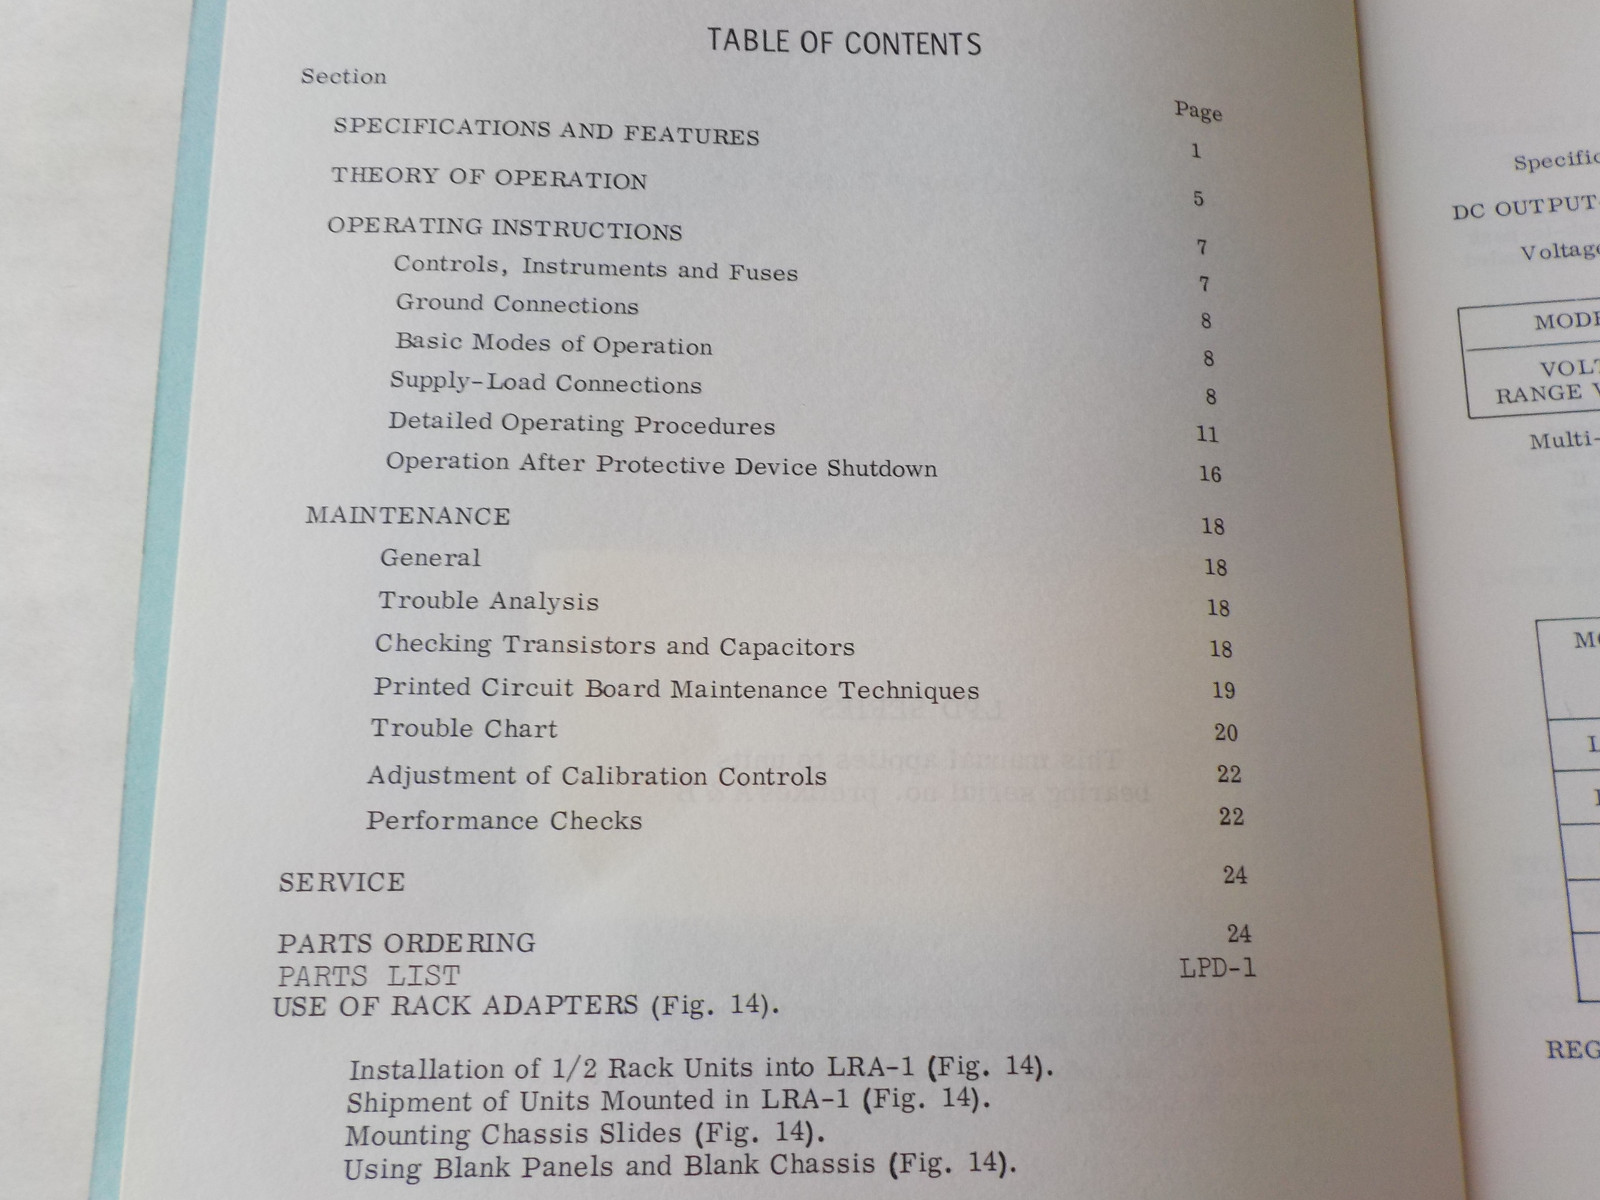 TABLE OF CONTENTS
Section Page
SPECIFICATIONS AND FEATURES 1
THEORY OF OPERATION 5
OPERATING INSTRUCTIONS 7
Controls, Instruments and Fuses 7
Ground Connections 8
Basic Modes of Operation 8
Supply-Load Connections 8
Detailed Operating Procedures 11
Operation After Protective Device Shutdown 16
MAINTENANCE 18
General 18
Trouble Analysis 18
Checking Transistors and Capacitors 18
Printed Circuit Board Maintenance Techniques 19
Trouble Chart 20
Adjustment of Calibration Controls 22
Performance Checks 22
SERVICE 24
PARTS ORDERING 24
PARTS LIST LPD-1
USE OF RACK ADAPTERS (Fig. 14).
Installation of 1/2 Rack Units into LRA-1 (Fig. 14).
Shipment of Units Mounted in LRA-1 (Fig. 14).
Mounting Chassis Slides (Fig. 14).
Using Blank Panels and Blank Chassis (Fig. 14).
DC OUTPUT
RANGE
Multi-